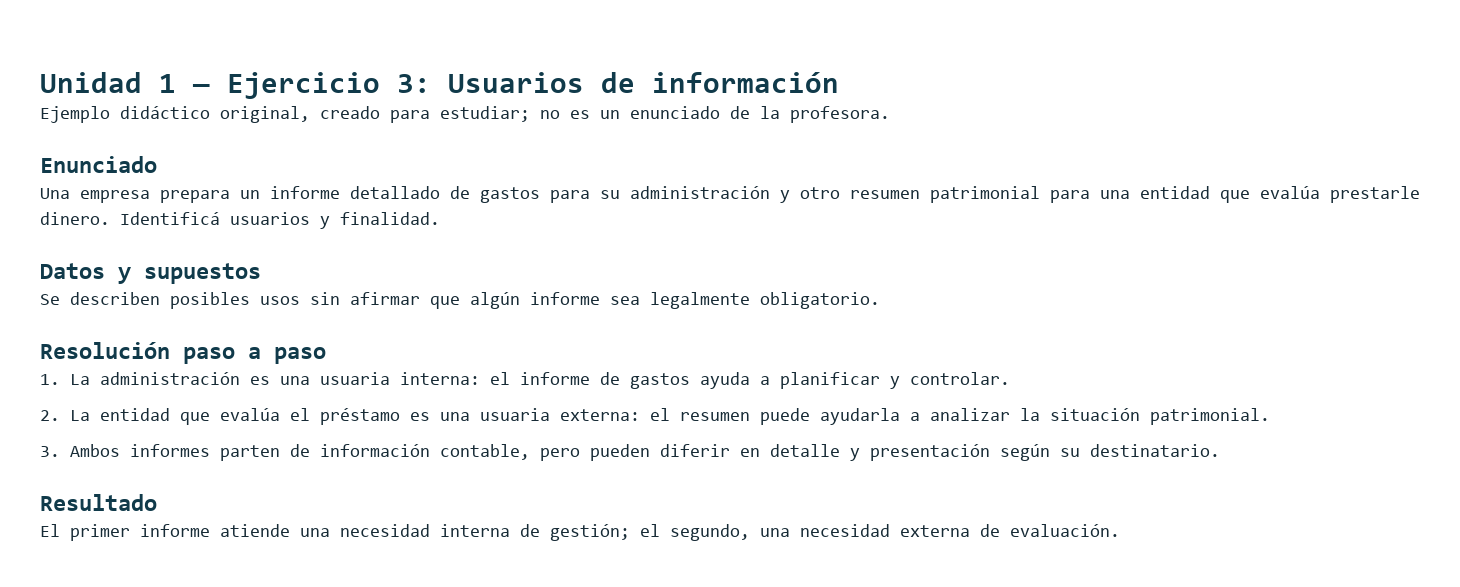 Unidad 1 — Ejercicio 3: Usuarios de información
Ejemplo didáctico original, creado para estudiar; no es un enunciado de la profesora.
Enunciado
Una empresa prepara un informe detallado de gastos para su administración y otro resumen patrimonial para una entidad que evalúa prestarle
dinero. Identificá usuarios y finalidad.
Datos y supuestos
Se describen posibles usos sin afirmar que algún informe sea legalmente obligatorio.
Resolución paso a paso
1. La administración es una usuaria interna: el informe de gastos ayuda a planificar y controlar.
2. La entidad que evalúa el préstamo es una usuaria externa: el resumen puede ayudarla a analizar la situación patrimonial.
3. Ambos informes parten de información contable, pero pueden diferir en detalle y presentación según su destinatario.
Resultado
El primer informe atiende una necesidad interna de gestión; el segundo, una necesidad externa de evaluación.